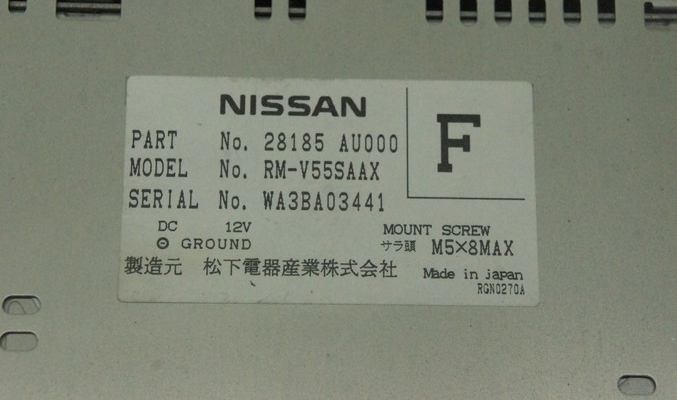 NISSAN
F
PART No. 28185 AU000
MODEL No. RM-V55SAAX
SERIAL No. WA3BA03441
DC 12V
⊖ GROUND
MOUNT SCREW
サラ頭 M5×8MAX
製造元 松下電器産業株式会社
Made in japan
RGN0270A